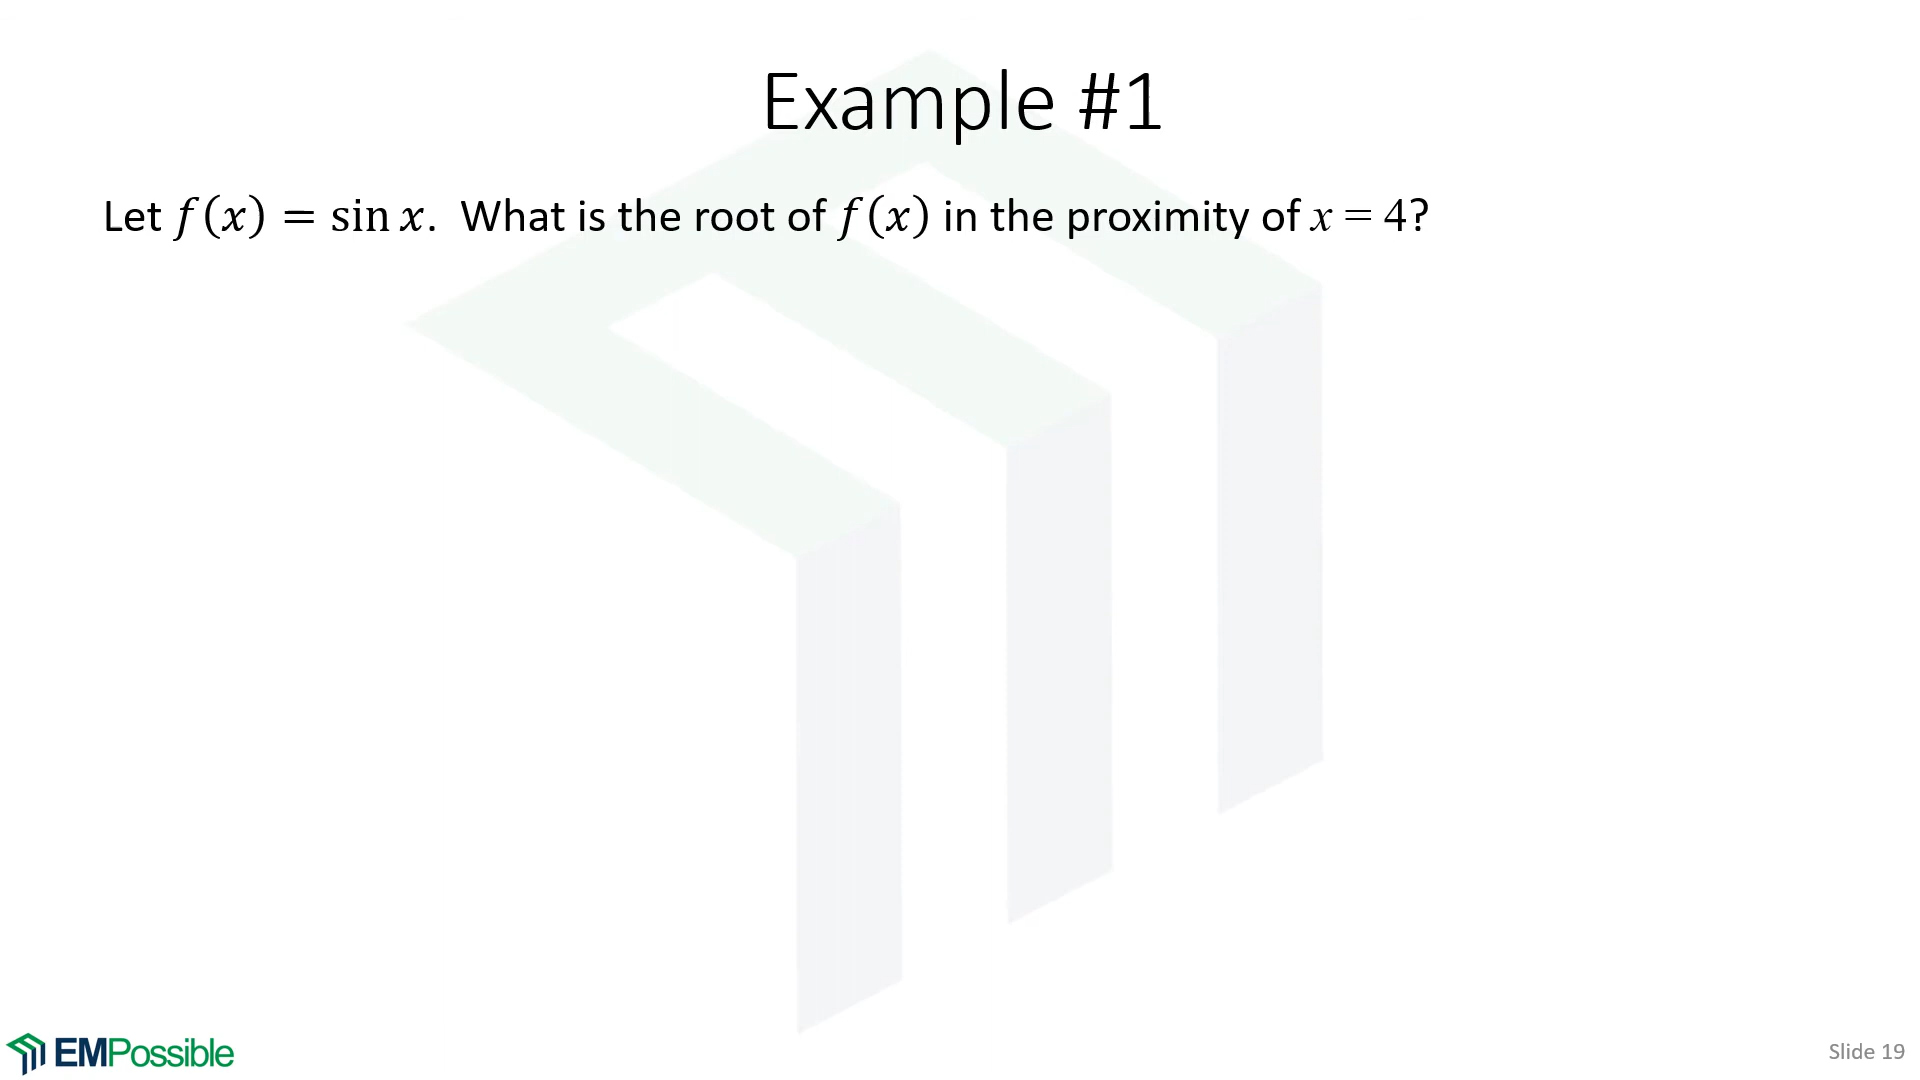 Example #1
Let f(x) = sin x. What is the root of f(x) in the proximity of x = 4?
EMPossible
Slide 19